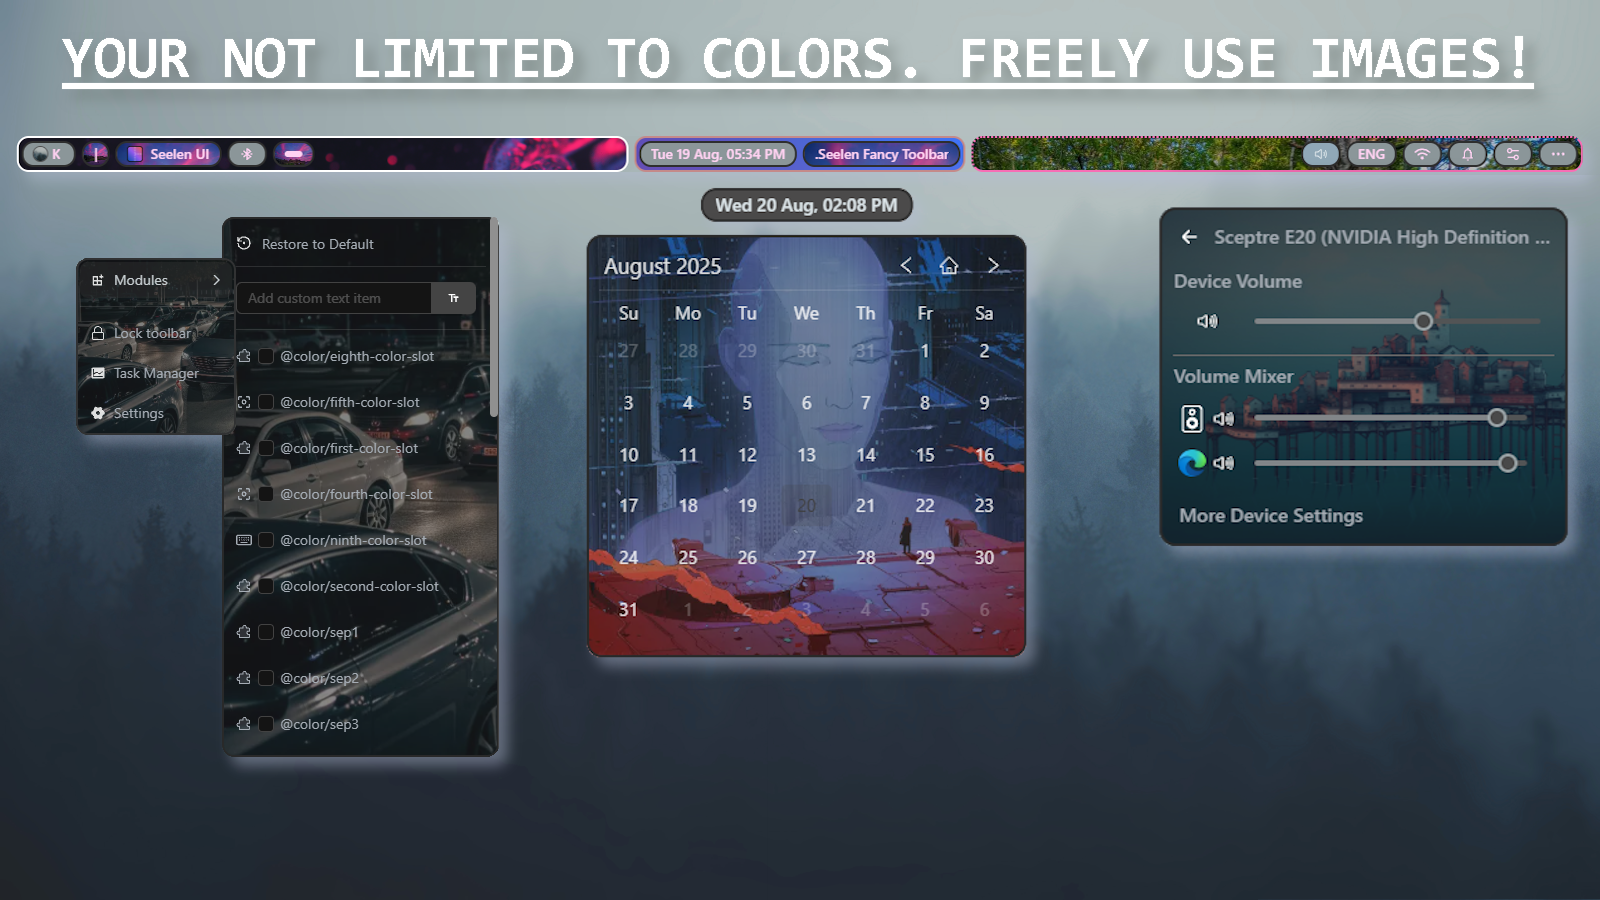 YOUR NOT LIMITED TO COLORS. FREELY USE IMAGES!
K
Seelen UI
Tue 19 Aug, 05:34 PM
.Seelen Fancy Toolbar
ENG
Wed 20 Aug, 02:08 PM
Modules
Lock toolbar
Task Manager
Settings
Restore to Default
Add custom text item
Tт
@color/eighth-color-slot
@color/fifth-color-slot
@color/first-color-slot
@color/fourth-color-slot
@color/ninth-color-slot
@color/second-color-slot
@color/sep1
@color/sep2
@color/sep3
August 2025
Su Mo Tu We Th Fr Sa
27 28 29 30 31 1 2
3 4 5 6 7 8 9
10 11 12 13 14 15 16
17 18 19 20 21 22 23
24 25 26 27 28 29 30
31 1 2 3 4 5 6
Sceptre E20 (NVIDIA High Definition ...
Device Volume
Volume Mixer
More Device Settings